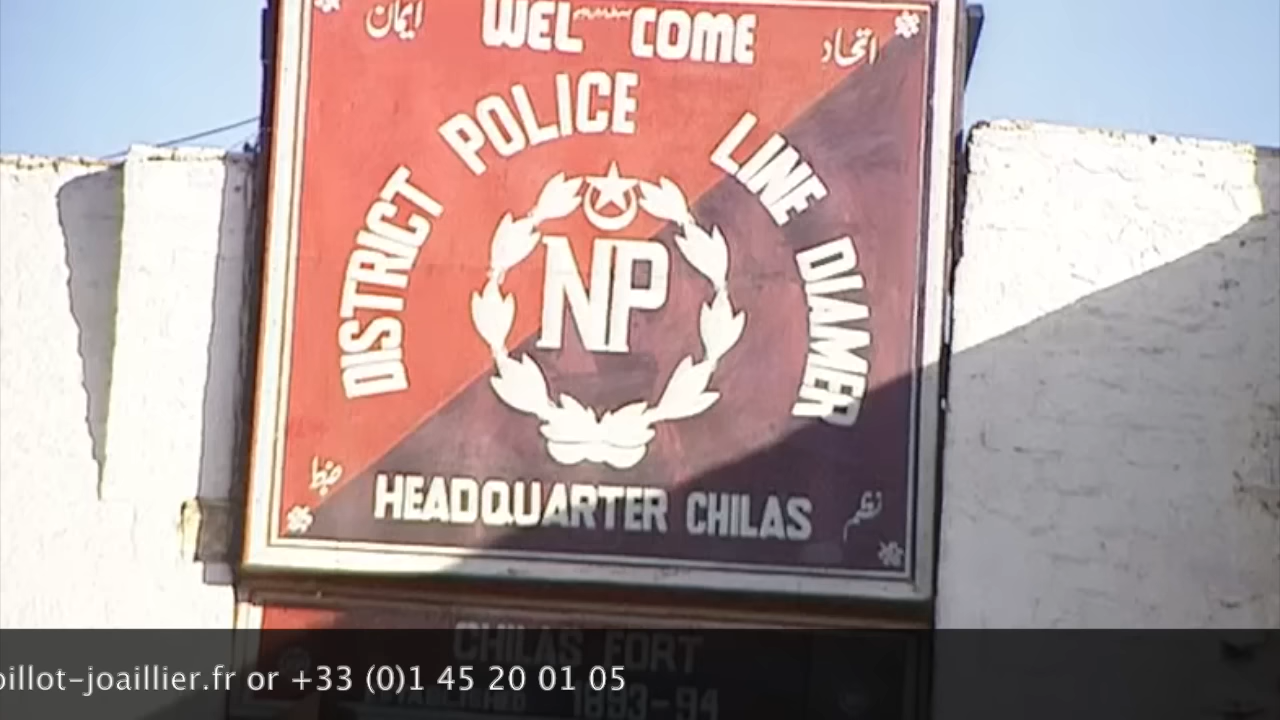 ایمان
WEL COME
اتحاد
DISTRICT POLICE LINE DIAMER
NP
ضبط
HEADQUARTER CHILAS
CHILAS FORT
1893-94
oillot-joaillier.fr or +33 (0)1 45 20 01 05